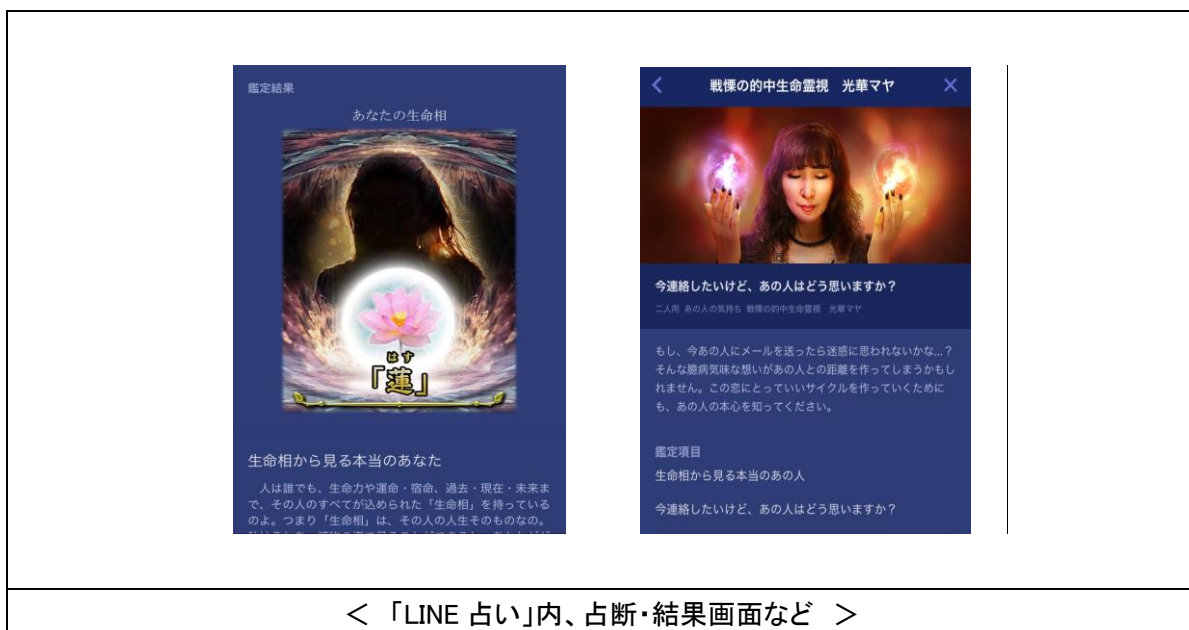 鑑定結果
あなたの生命相
はす
「蓮」
生命相から見る本当のあなた
人は誰でも、生命力や運命・宿命、過去・現在・未来ま
で、その人のすべてが込められた「生命相」を持っている
のよ。つまり「生命相」は、その人の人生そのものなの。
戦慄の的中生命霊視 光華マヤ
今連絡したいけど、あの人はどう思いますか？
二人用 あの人の気持ち 戦慄の的中生命霊視 光華マヤ
もし、今あの人にメールを送ったら迷惑に思われないかな...？
そんな臆病気味な想いがあの人との距離を作ってしまうかもし
れません。この恋にとっていいサイクルを作っていくために
も、あの人の本心を知ってください。
鑑定項目
生命相から見る本当のあの人
今連絡したいけど、あの人はどう思いますか？
＜ 「LINE 占い」内、占断・結果画面など ＞